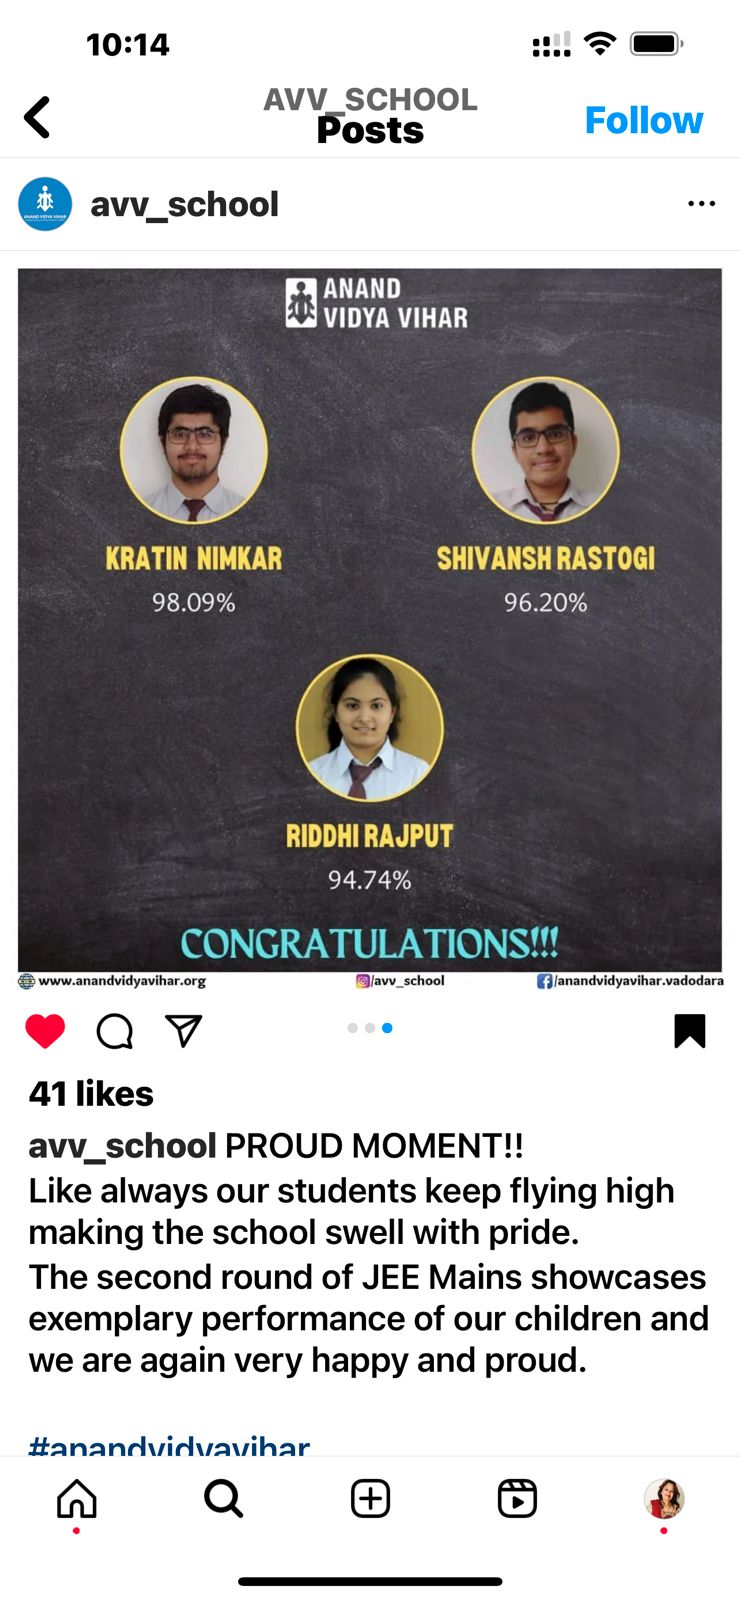 10:14
AVV_SCHOOL
Posts
Follow
avv_school
ANAND VIDYA VIHAR
ANAND
VIDYA VIHAR
KRATIN NIMKAR
98.09%
SHIVANSH RASTOGI
96.20%
RIDDHI RAJPUT
94.74%
CONGRATULATIONS!!!
www.anandvidyavihar.org
/avv_school
/anandvidyavihar.vadodara
41 likes
avv_school PROUD MOMENT!!
Like always our students keep flying high
making the school swell with pride.
The second round of JEE Mains showcases
exemplary performance of our children and
we are again very happy and proud.
#anandvidyavihar